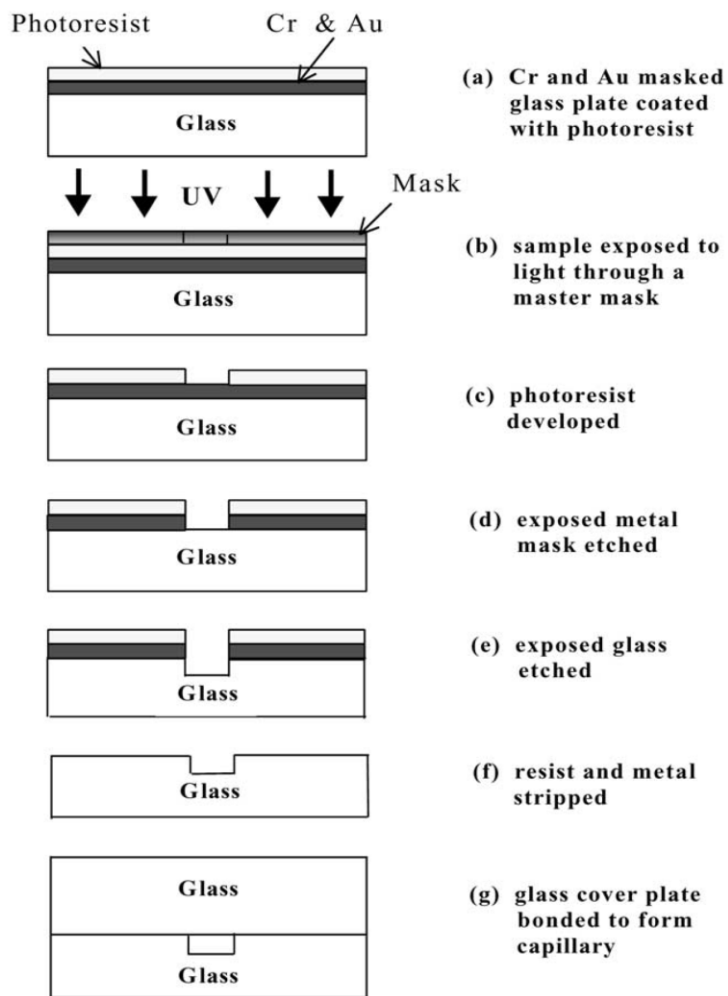 Photoresist
Cr & Au
Glass
(a) Cr and Au masked
glass plate coated
with photoresist
UV
Mask
Glass
(b) sample exposed to
light through a
master mask
Glass
(c) photoresist
developed
Glass
(d) exposed metal
mask etched
Glass
(e) exposed glass
etched
Glass
(f) resist and metal
stripped
Glass
Glass
(g) glass cover plate
bonded to form
capillary